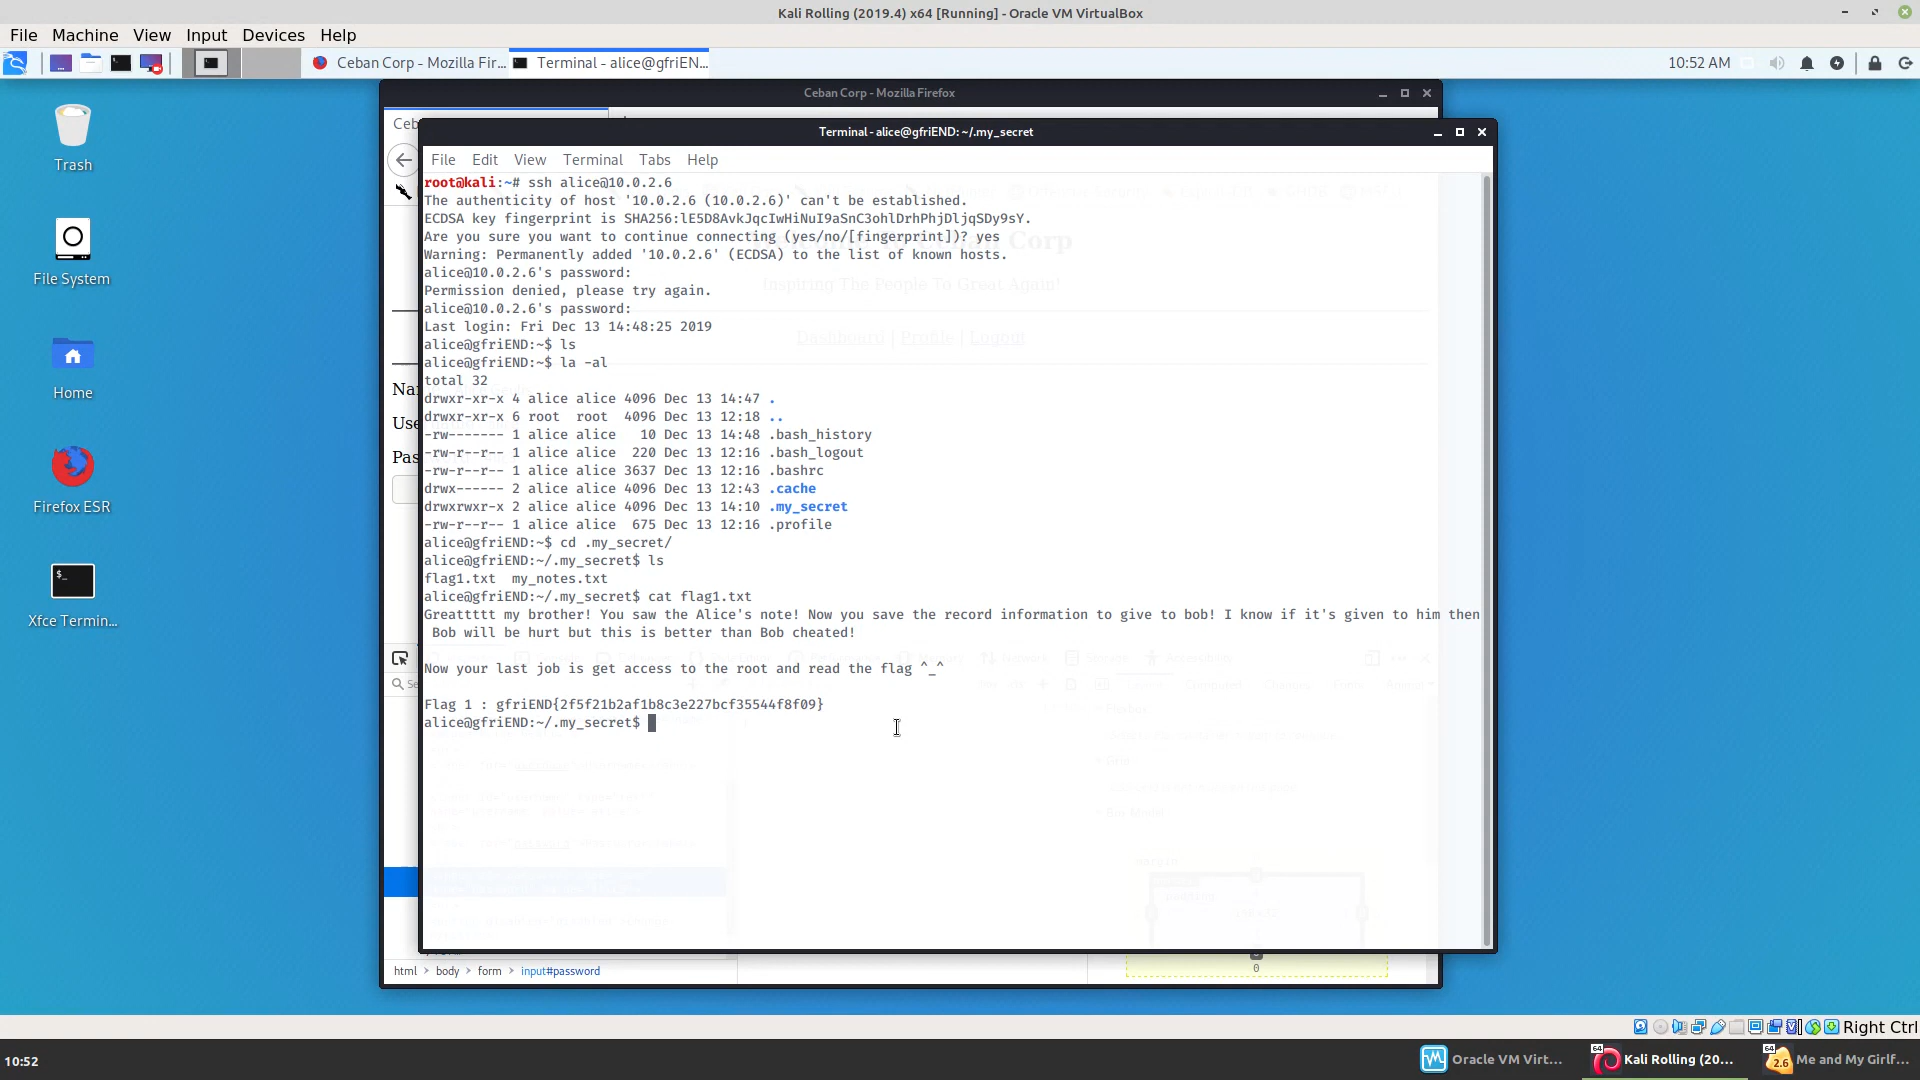 Kali Rolling (2019.4) x64 [Running] - Oracle VM VirtualBox
File Machine View Input Devices Help
Ceban Corp - Mozilla Fir... Terminal - alice@gfriEN... 10:52 AM
Trash
File System
Home
Firefox ESR
Xfce Termin...
Ceban Corp - Mozilla Firefox
Ceb
Terminal - alice@gfriEND: ~/.my_secret
File Edit View Terminal Tabs Help
root@kali:~# ssh alice@10.0.2.6
The authenticity of host '10.0.2.6 (10.0.2.6)' can't be established.
ECDSA key fingerprint is SHA256:lE5D8AvkJqcIwHiNuI9aSnC3ohlDrhPhjDljqSDy9sY.
Are you sure you want to continue connecting (yes/no/[fingerprint])? yes
Warning: Permanently added '10.0.2.6' (ECDSA) to the list of known hosts.
alice@10.0.2.6's password:
Permission denied, please try again.
alice@10.0.2.6's password:
Last login: Fri Dec 13 14:48:25 2019
alice@gfriEND:~$ ls
alice@gfriEND:~$ la -al
total 32
drwxr-xr-x 4 alice alice 4096 Dec 13 14:47 .
drwxr-xr-x 6 root  root  4096 Dec 13 12:18 ..
-rw------- 1 alice alice   10 Dec 13 14:48 .bash_history
-rw-r--r-- 1 alice alice  220 Dec 13 12:16 .bash_logout
-rw-r--r-- 1 alice alice 3637 Dec 13 12:16 .bashrc
drwx------ 2 alice alice 4096 Dec 13 12:43 .cache
drwxrwxr-x 2 alice alice 4096 Dec 13 14:10 .my_secret
-rw-r--r-- 1 alice alice  675 Dec 13 12:16 .profile
alice@gfriEND:~$ cd .my_secret/
alice@gfriEND:~/.my_secret$ ls
flag1.txt  my_notes.txt
alice@gfriEND:~/.my_secret$ cat flag1.txt
Greattttt my brother! You saw the Alice's note! Now you save the record information to give to bob! I know if it's given to him then
Bob will be hurt but this is better than Bob cheated!
Now your last job is get access to the root and read the flag ^_^
Flag 1 : gfriEND{2f5f21b2af1b8c3e227bcf35544f8f09}
alice@gfriEND:~/.my_secret$
Corp
Inspiring The People To Great Again!
Dashboard | Profile | Logout
Nam
Use
Pas
html > body > form > input#password
0
Right Ctrl
10:52
Oracle VM Virt... Kali Rolling (20... Me and My Girlf...